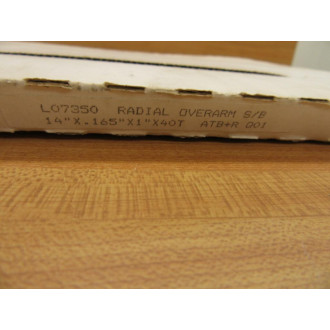 L07350 RADIAL OVERARM S/B
14"X.165"X1"X40T ATB+R 001